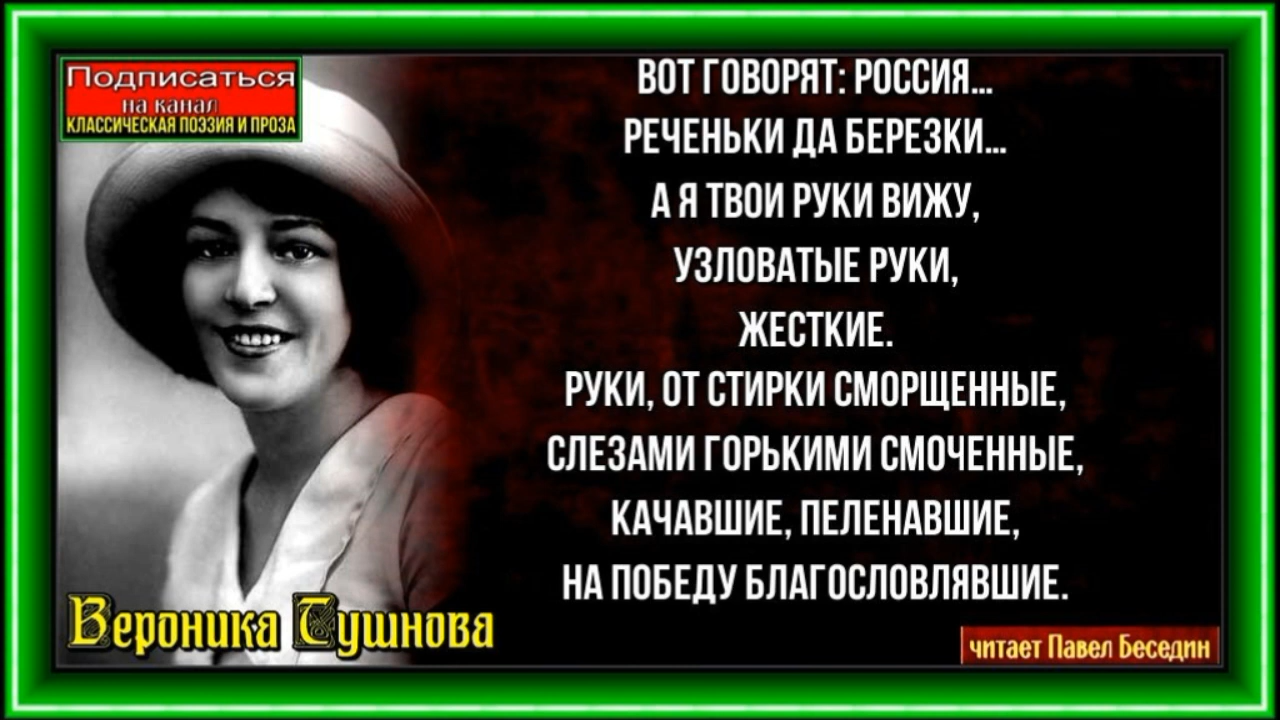 Подписаться
на канал
КЛАССИЧЕСКАЯ ПОЭЗИЯ И ПРОЗА
ВОТ ГОВОРЯТ: РОССИЯ...
РЕЧЕНЬКИ ДА БЕРЕЗКИ...
А Я ТВОИ РУКИ ВИЖУ,
УЗЛОВАТЫЕ РУКИ,
ЖЕСТКИЕ.
РУКИ, ОТ СТИРКИ СМОРЩЕННЫЕ,
СЛЕЗАМИ ГОРЬКИМИ СМОЧЕННЫЕ,
КАЧАВШИЕ, ПЕЛЕНАВШИЕ,
НА ПОБЕДУ БЛАГОСЛОВЛЯВШИЕ.
Вероника Тушнова
читает Павел Беседин